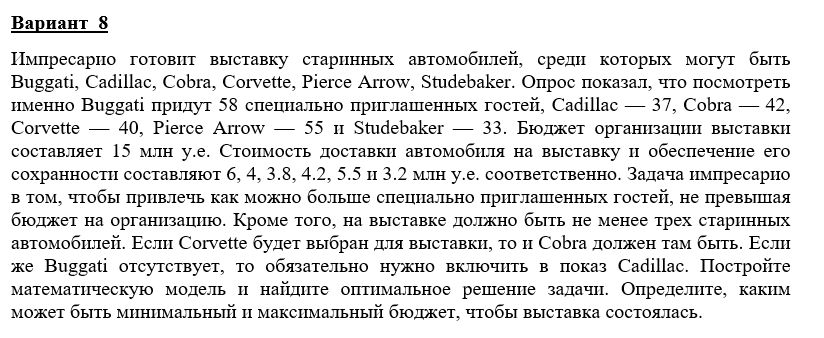 Вариант 8
Импресарио готовит выставку старинных автомобилей, среди которых могут быть
Buggati, Cadillac, Cobra, Corvette, Pierce Arrow, Studebaker. Опрос показал, что посмотреть
именно Buggati придут 58 специально приглашенных гостей, Cadillac — 37, Cobra — 42,
Corvette — 40, Pierce Arrow — 55 и Studebaker — 33. Бюджет организации выставки
составляет 15 млн у.е. Стоимость доставки автомобиля на выставку и обеспечение его
сохранности составляют 6, 4, 3.8, 4.2, 5.5 и 3.2 млн у.е. соответственно. Задача импресарио
в том, чтобы привлечь как можно больше специально приглашенных гостей, не превышая
бюджет на организацию. Кроме того, на выставке должно быть не менее трех старинных
автомобилей. Если Corvette будет выбран для выставки, то и Cobra должен там быть. Если
же Buggati отсутствует, то обязательно нужно включить в показ Cadillac. Постройте
математическую модель и найдите оптимальное решение задачи. Определите, каким
может быть минимальный и максимальный бюджет, чтобы выставка состоялась.